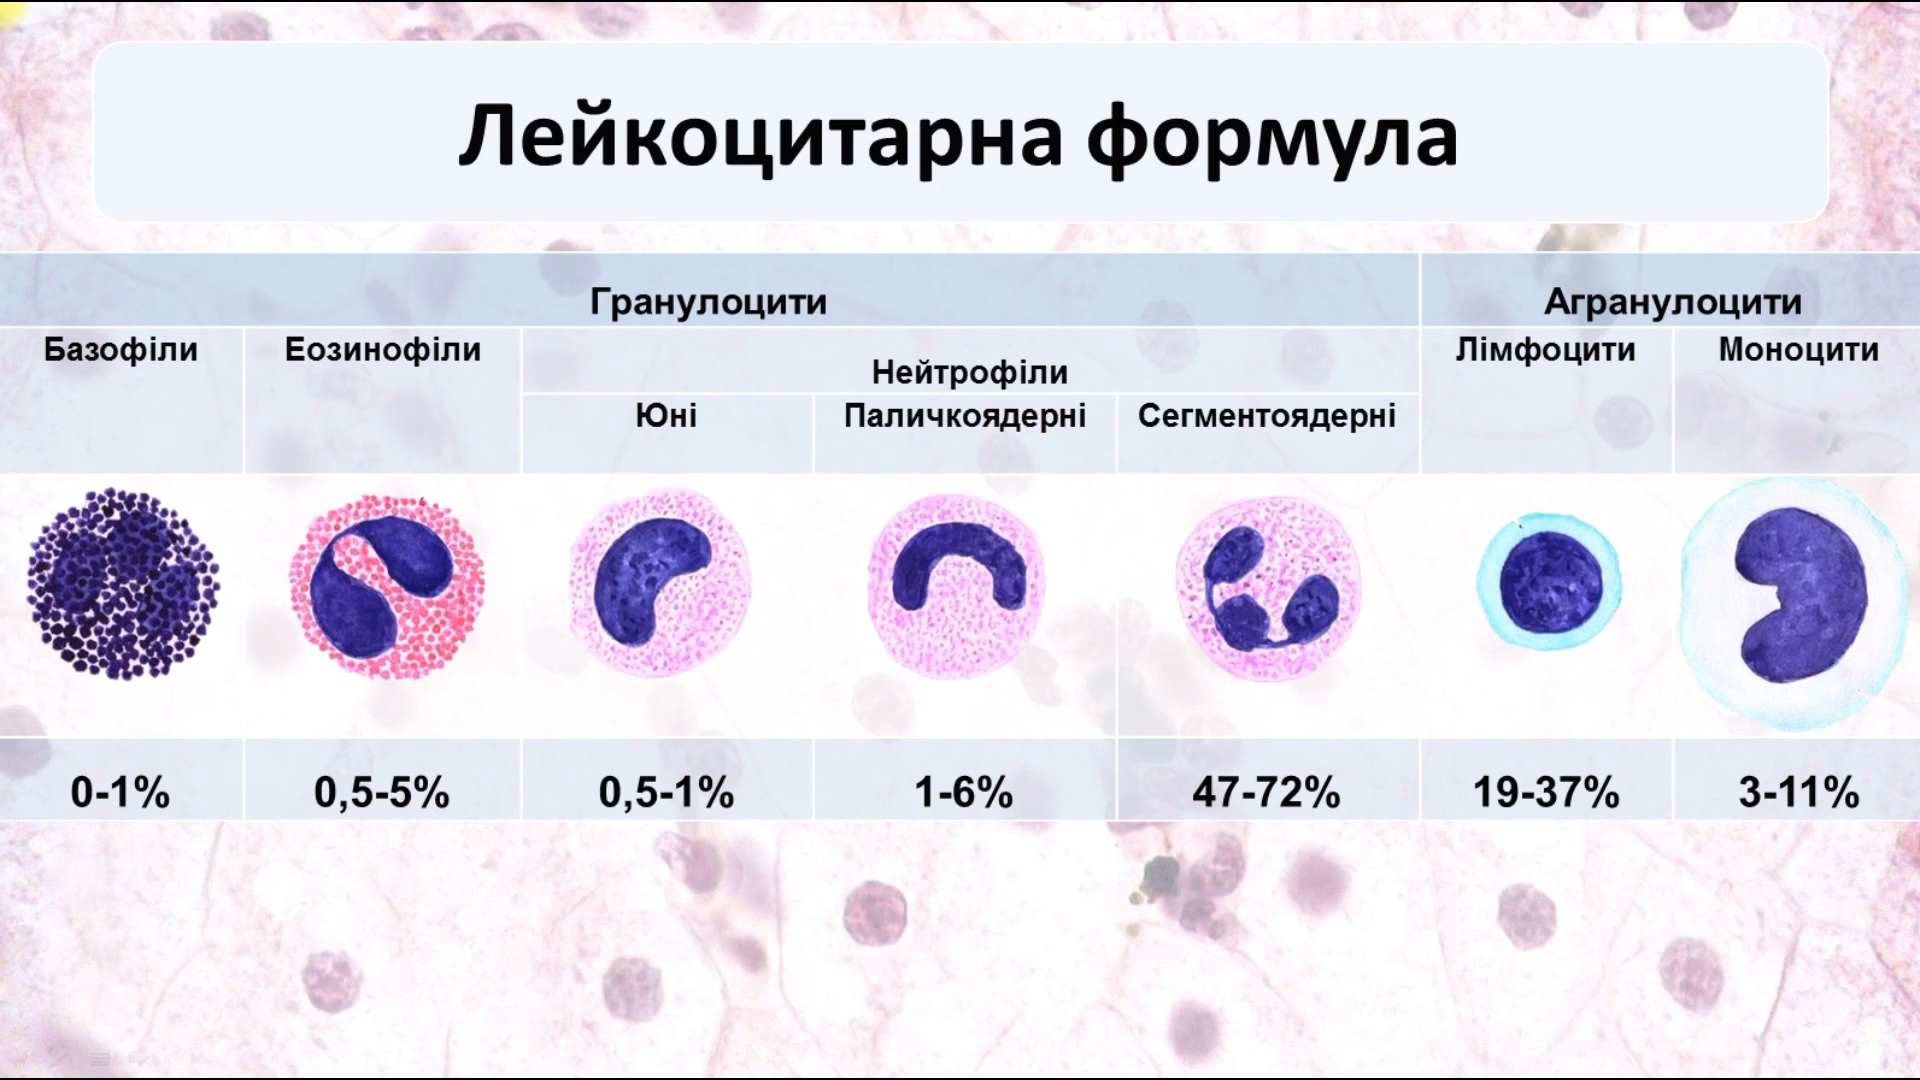 Лейкоцитарна формула
Гранулоцити
Агранулоцити
Базофіли
Еозинофіли
Нейтрофіли
Лімфоцити
Моноцити
Юні
Паличкоядерні
Сегментоядерні
0-1%
0,5-5%
0,5-1%
1-6%
47-72%
19-37%
3-11%